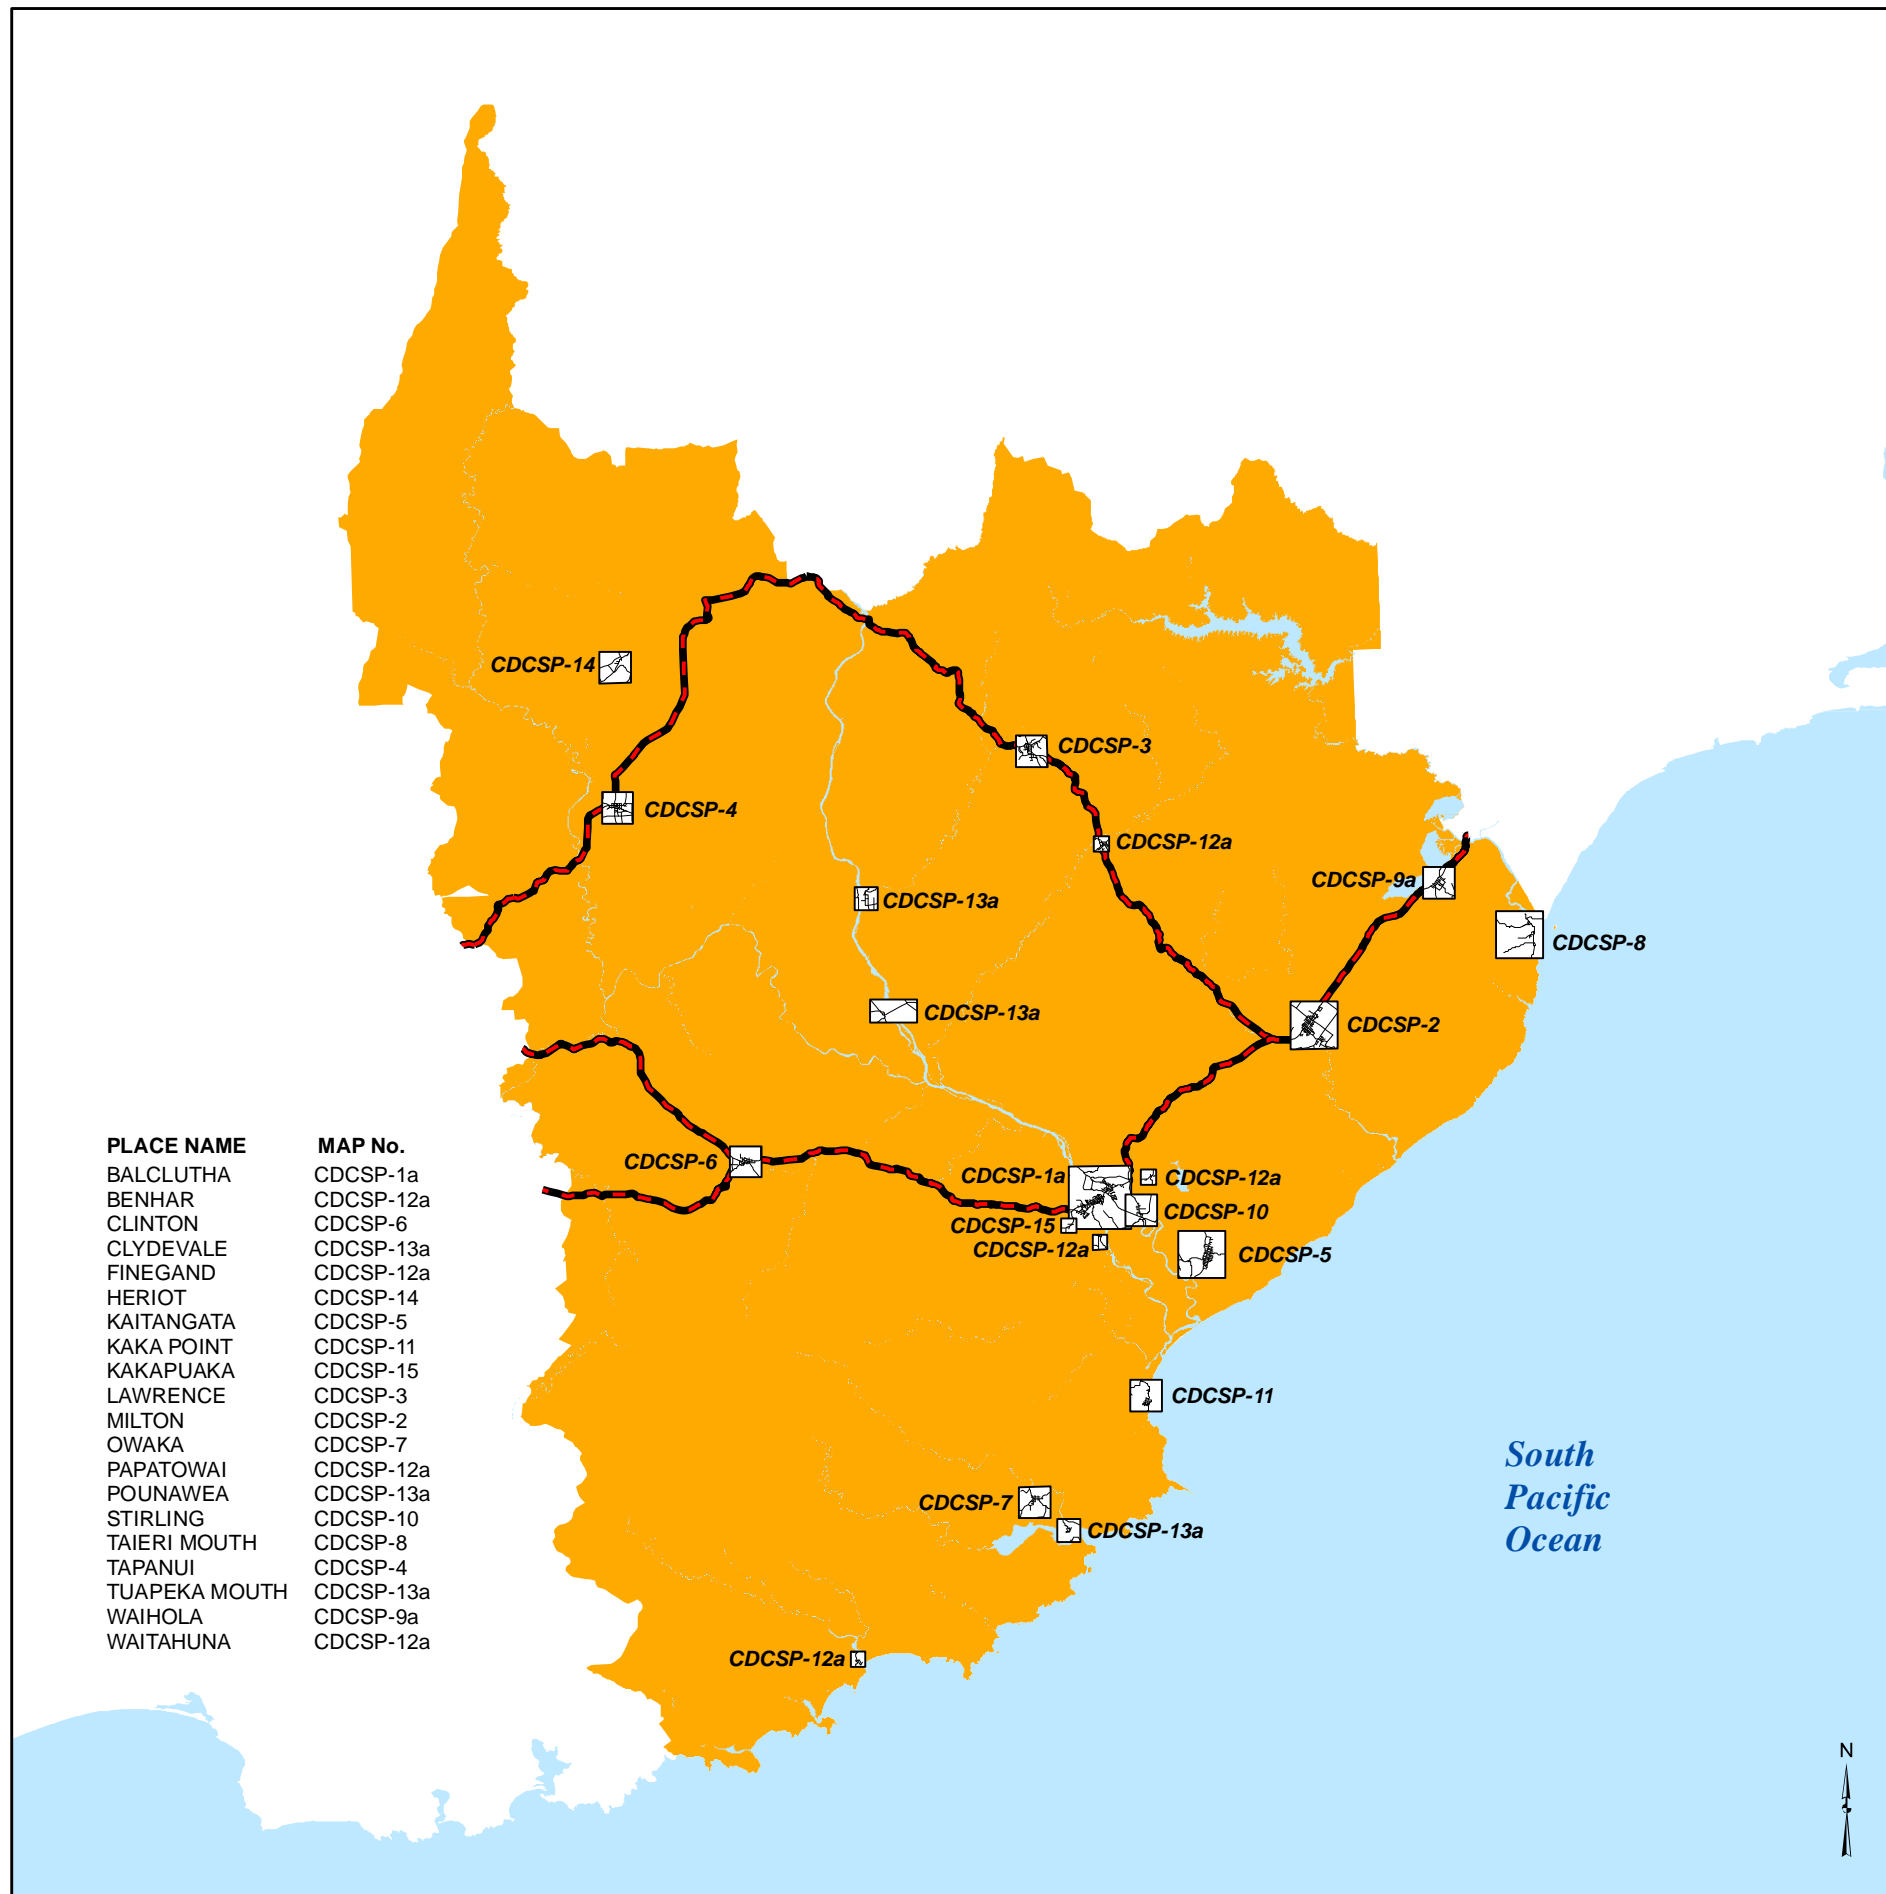 CDCSP-14
CDCSP-3
CDCSP-4
CDCSP-12a
CDCSP-9a
CDCSP-13a
CDCSP-8
CDCSP-13a
CDCSP-2
CDCSP-6
CDCSP-1a
CDCSP-12a
CDCSP-10
CDCSP-15
CDCSP-12a
CDCSP-5
CDCSP-11
CDCSP-7
CDCSP-13a
CDCSP-12a
PLACE NAME MAP No.
BALCLUTHA CDCSP-1a
BENHAR CDCSP-12a
CLINTON CDCSP-6
CLYDEVALE CDCSP-13a
FINEGAND CDCSP-12a
HERIOT CDCSP-14
KAITANGATA CDCSP-5
KAKA POINT CDCSP-11
KAKAPUAKA CDCSP-15
LAWRENCE CDCSP-3
MILTON CDCSP-2
OWAKA CDCSP-7
PAPATOWAI CDCSP-12a
POUNAWEA CDCSP-13a
STIRLING CDCSP-10
TAIERI MOUTH CDCSP-8
TAPANUI CDCSP-4
TUAPEKA MOUTH CDCSP-13a
WAIHOLA CDCSP-9a
WAITAHUNA CDCSP-12a
South
Pacific
Ocean
N